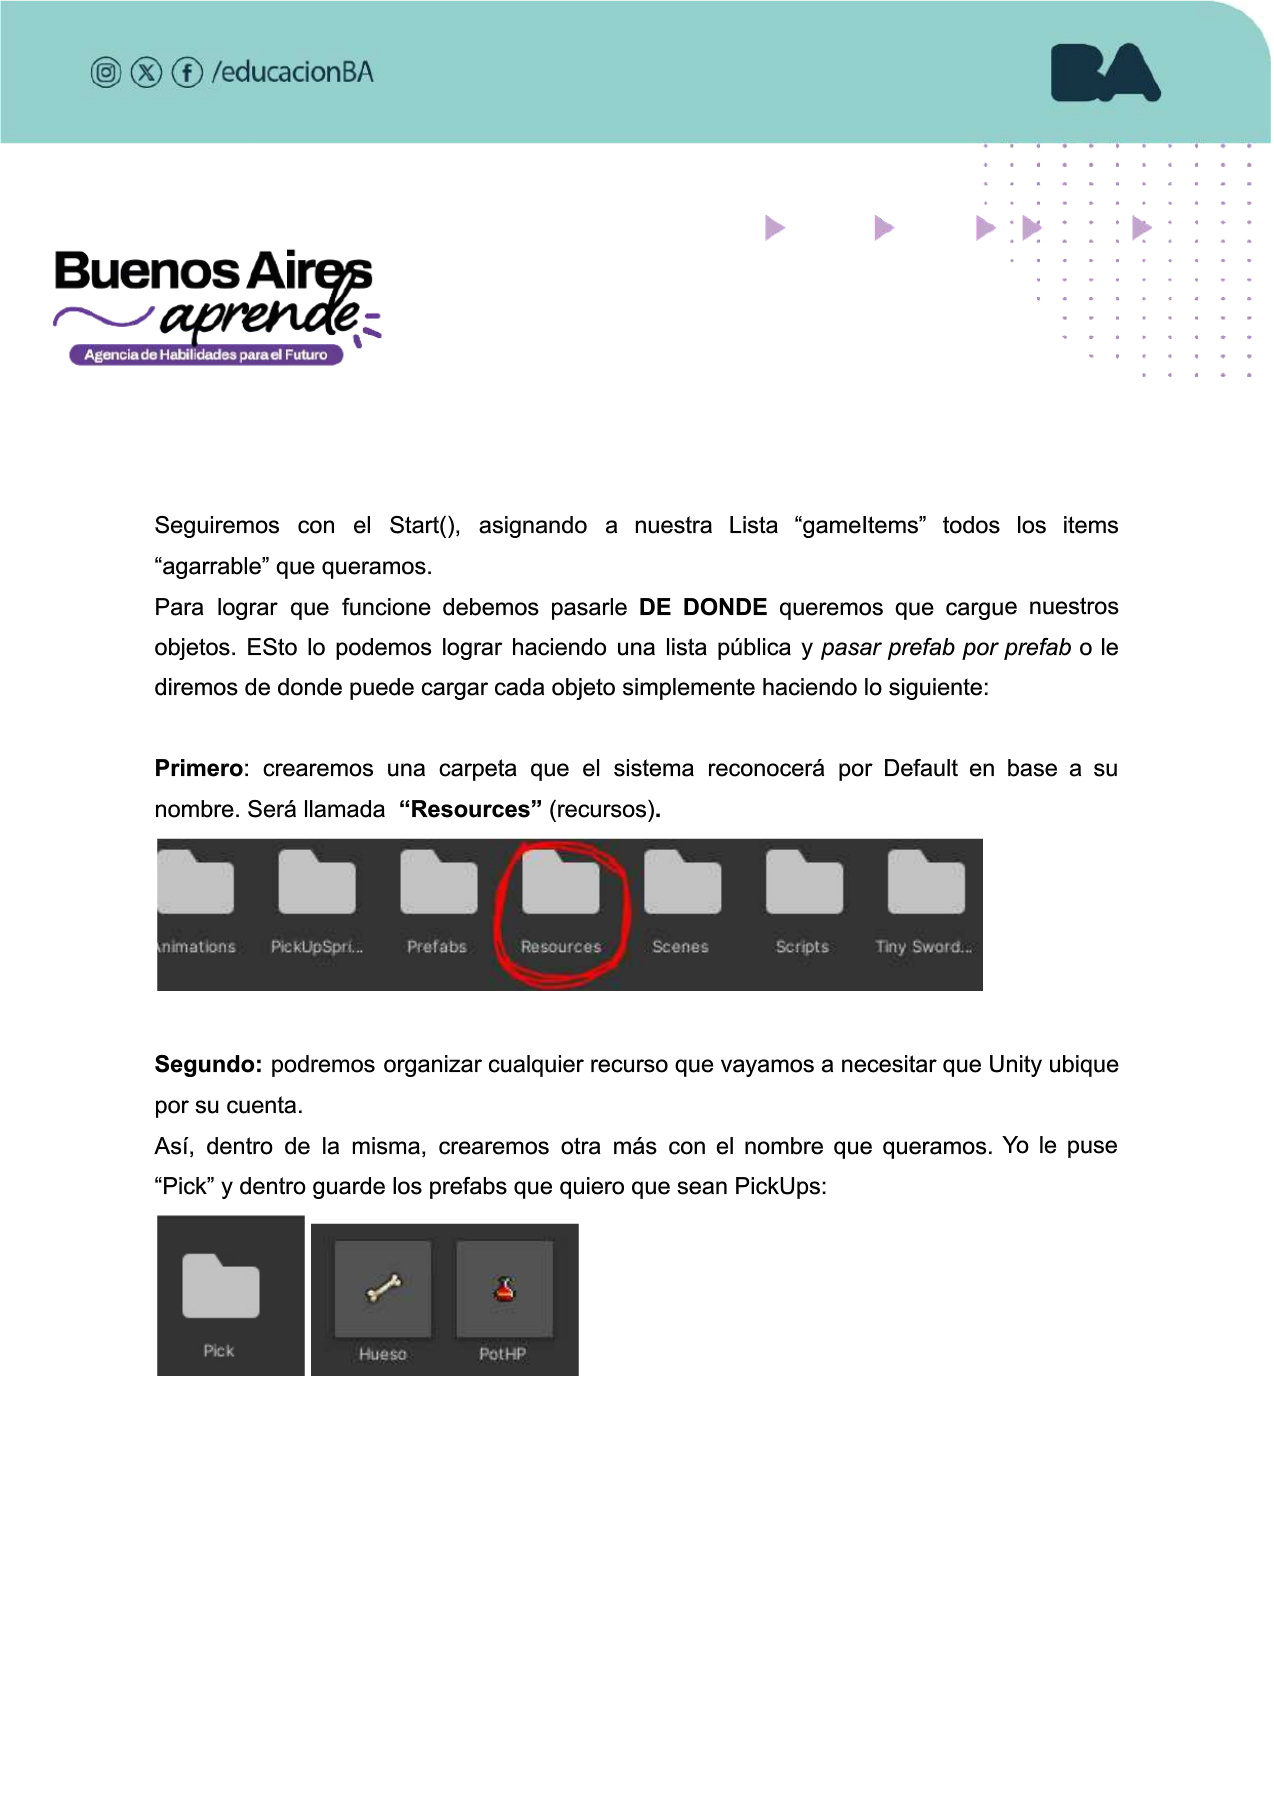 /educacionBA
BA
Buenos Aires
aprende
Agencia de Habilidades para el Futuro
Seguiremos con el Start(), asignando a nuestra Lista “gameItems” todos los items
“agarrable” que queramos.
Para lograr que funcione debemos pasarle DE DONDE queremos que cargue nuestros
objetos. ESto lo podemos lograr haciendo una lista pública y pasar prefab por prefab o le
diremos de donde puede cargar cada objeto simplemente haciendo lo siguiente:
Primero: crearemos una carpeta que el sistema reconocerá por Default en base a su
nombre. Será llamada “Resources” (recursos).
Animations PickUpSpri... Prefabs Resources Scenes Scripts Tiny Sword...
Segundo: podremos organizar cualquier recurso que vayamos a necesitar que Unity ubique
por su cuenta.
Así, dentro de la misma, crearemos otra más con el nombre que queramos. Yo le puse
“Pick” y dentro guarde los prefabs que quiero que sean PickUps:
Pick Hueso PotHP